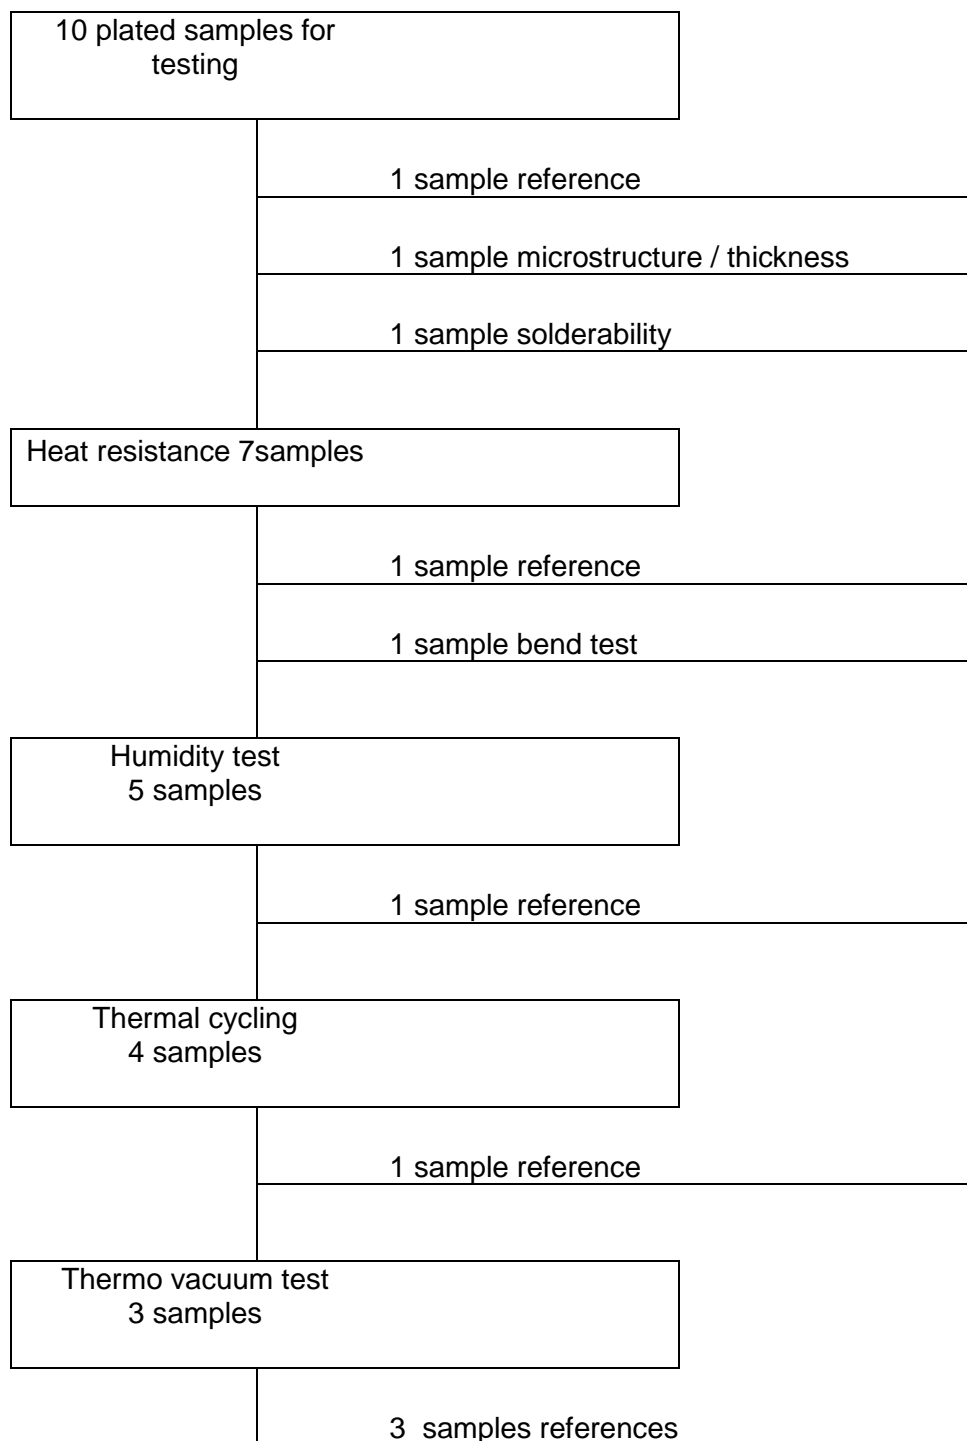 10 plated samples for
testing
1 sample reference
1 sample microstructure / thickness
1 sample solderability
Heat resistance 7samples
1 sample reference
1 sample bend test
Humidity test
5 samples
1 sample reference
Thermal cycling
4 samples
1 sample reference
Thermo vacuum test
3 samples
3 samples references